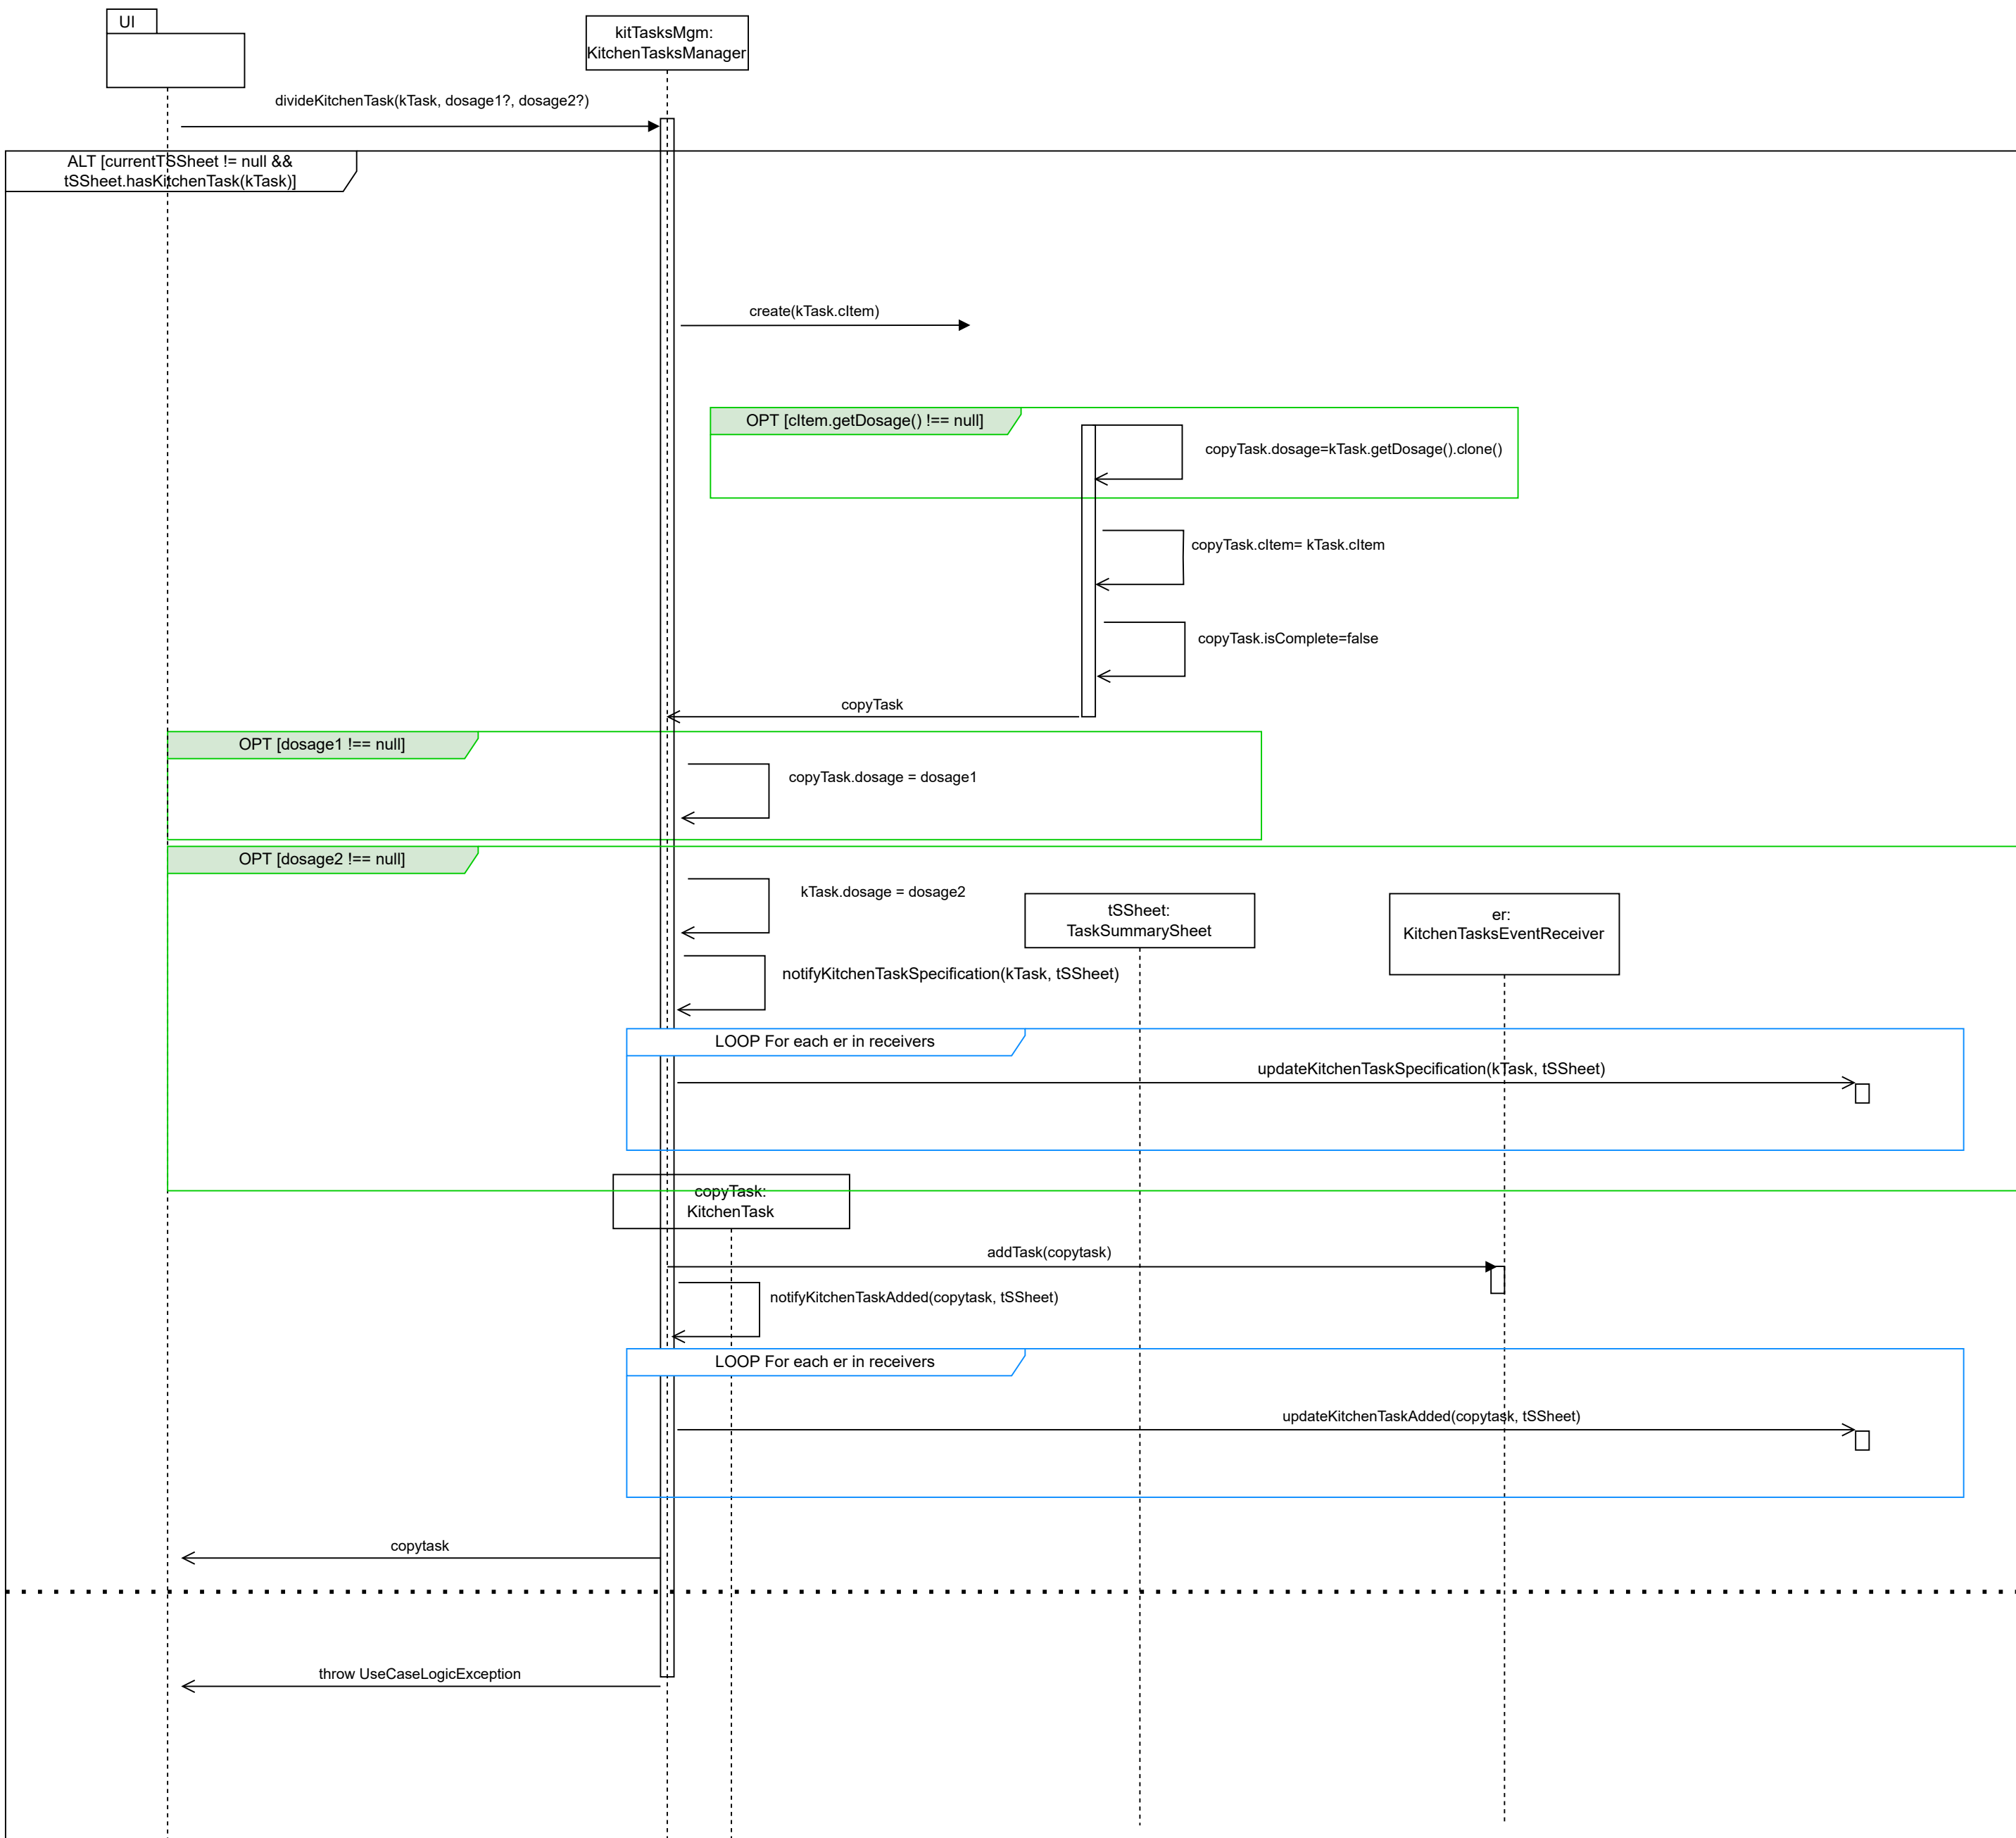 UI
kitTasksMgm:
KitchenTasksManager
divideKitchenTask(kTask, dosage1?, dosage2?)
ALT [currentTSSheet != null &&
tSSheet.hasKitchenTask(kTask)]
create(kTask.cItem)
OPT [cItem.getDosage() !== null]
copyTask.dosage=kTask.getDosage().clone()
copyTask.cItem= kTask.cItem
copyTask.isComplete=false
copyTask
OPT [dosage1 !== null]
copyTask.dosage = dosage1
OPT [dosage2 !== null]
kTask.dosage = dosage2
tSSheet:
TaskSummarySheet
er:
KitchenTasksEventReceiver
notifyKitchenTaskSpecification(kTask, tSSheet)
LOOP For each er in receivers
updateKitchenTaskSpecification(kTask, tSSheet)
copyTask:
KitchenTask
addTask(copytask)
notifyKitchenTaskAdded(copytask, tSSheet)
LOOP For each er in receivers
updateKitchenTaskAdded(copytask, tSSheet)
copytask
throw UseCaseLogicException